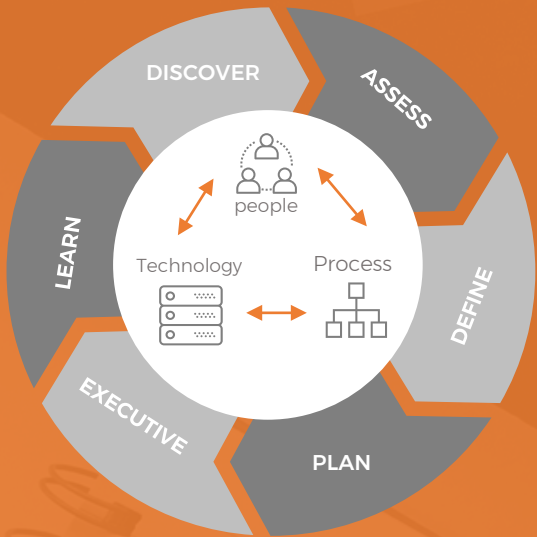 DISCOVER
ASSESS
DEFINE
PLAN
EXECUTIVE
LEARN
people
Technology
Process